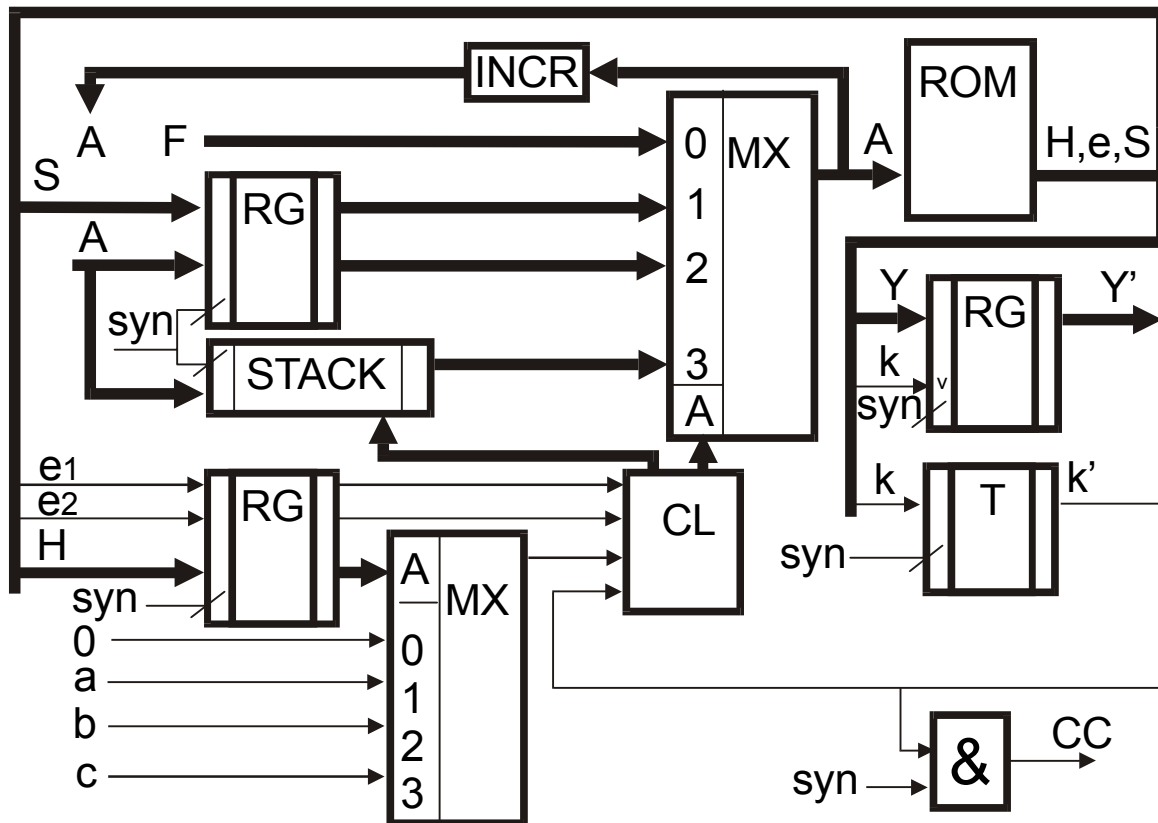 INCR
ROM
A
F
0
MX
A
H,e,S
S
RG
1
A
2
Y
RG
Y'
syn
STACK
3
k
v
A
syn
e1
e2
RG
CL
k
T
k'
H
A
MX
syn
syn
0
0
a
1
b
2
&
CC
c
3
syn